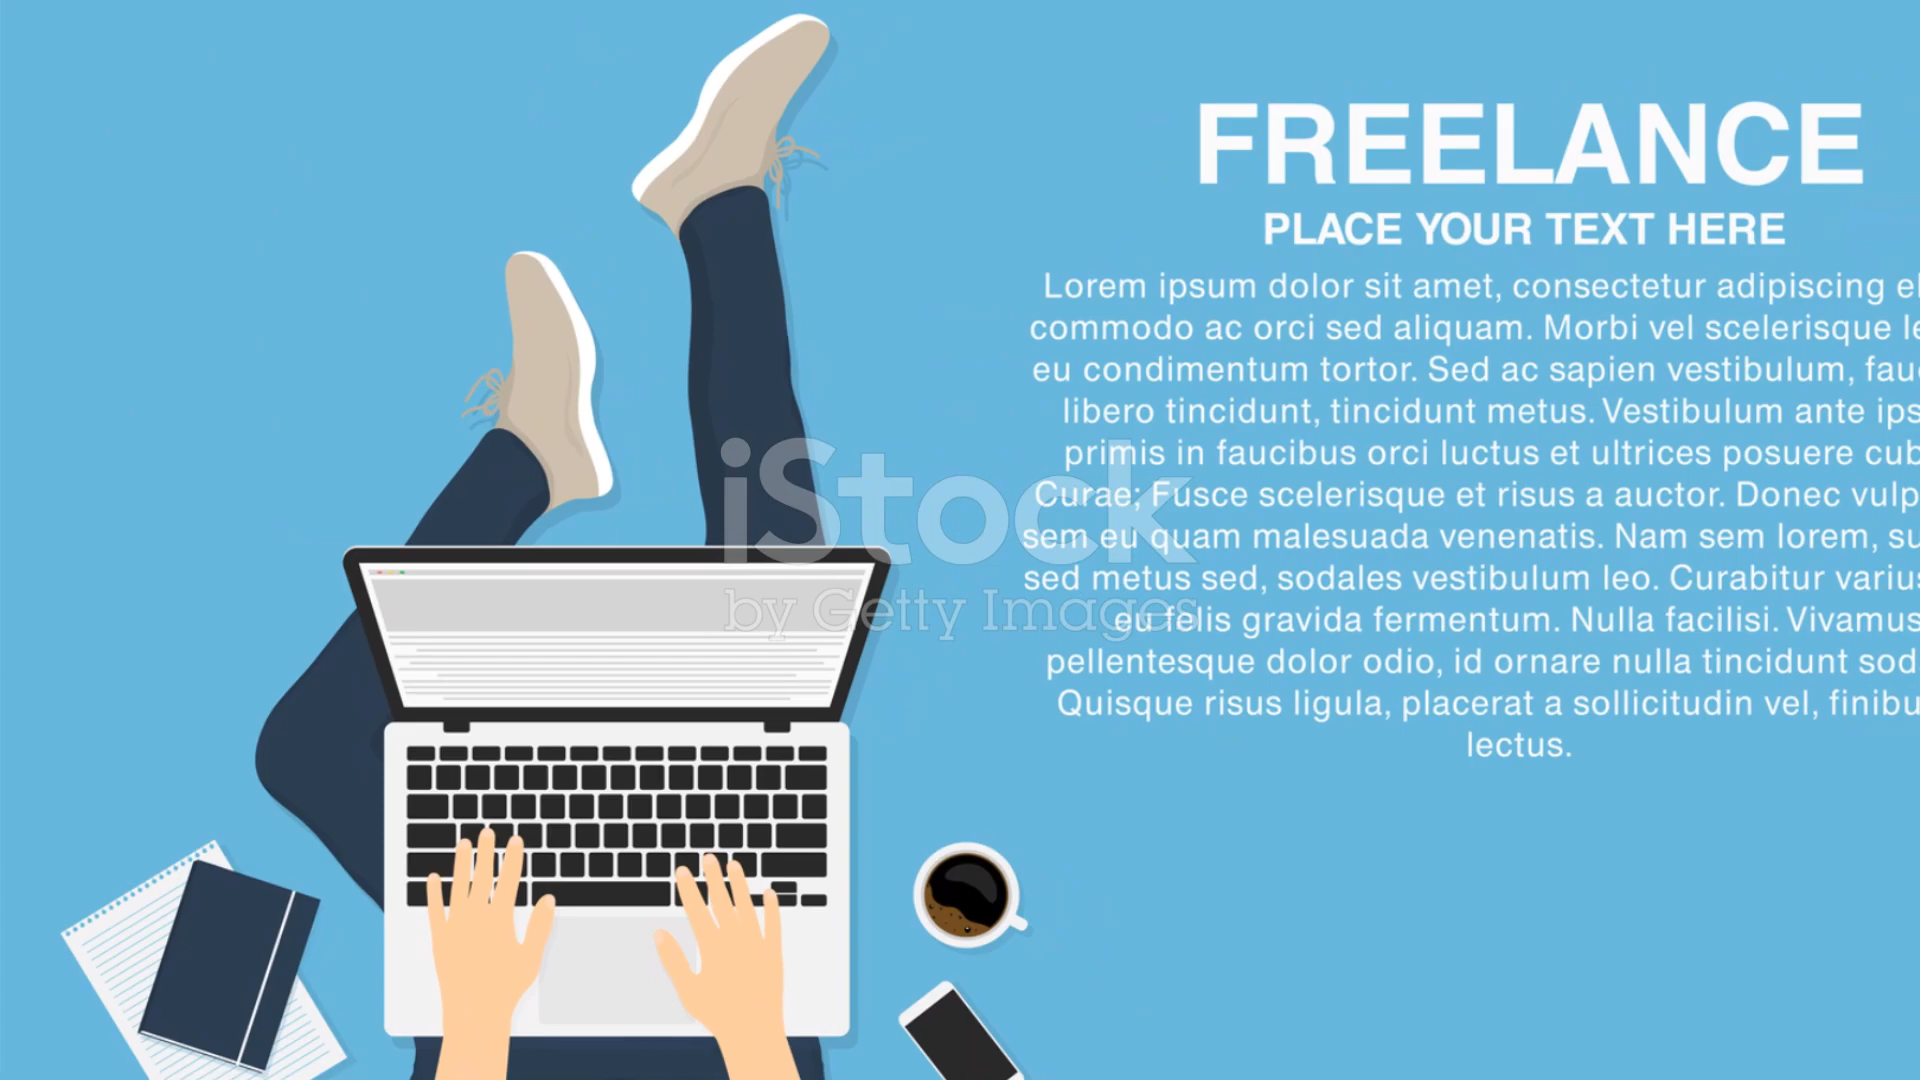 FREELANCE
PLACE YOUR TEXT HERE
Lorem ipsum dolor sit amet, consectetur adipiscing
commodo ac orci sed aliquam. Morbi vel scelerisque
eu condimentum tortor. Sed ac sapien vestibulum,
libero tincidunt, tincidunt metus. Vestibulum ante
primis in faucibus orci luctus et ultrices posuere
Curae; Fusce scelerisque et risus a auctor. Donec
sem eu quam malesuada venenatis. Nam sem lorem,
sed metus sed, sodales vestibulum leo. Curabitur
eu felis gravida fermentum. Nulla facilisi. Vivamus
pellentesque dolor odio, id ornare nulla tincidunt
Quisque risus ligula, placerat a sollicitudin vel,
lectus.
iStock
by Getty Images